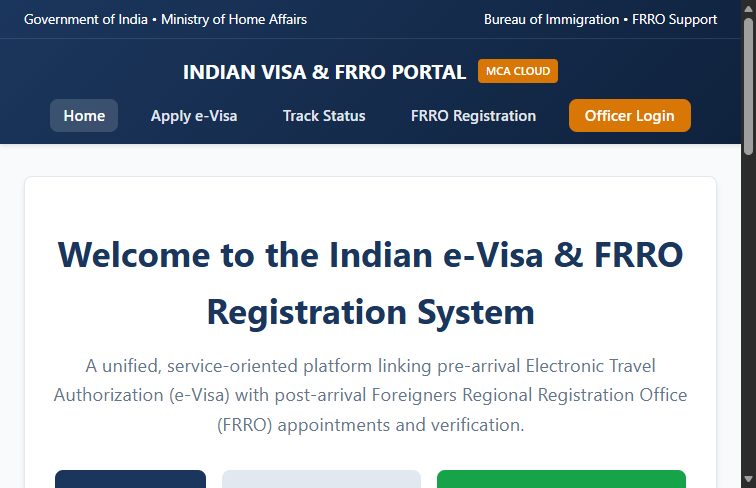 Government of India • Ministry of Home Affairs
Bureau of Immigration • FRRO Support
INDIAN VISA & FRRO PORTAL
MCA CLOUD
Home
Apply e-Visa
Track Status
FRRO Registration
Officer Login
Welcome to the Indian e-Visa & FRRO
Registration System
A unified, service-oriented platform linking pre-arrival Electronic Travel
Authorization (e-Visa) with post-arrival Foreigners Regional Registration Office
(FRRO) appointments and verification.